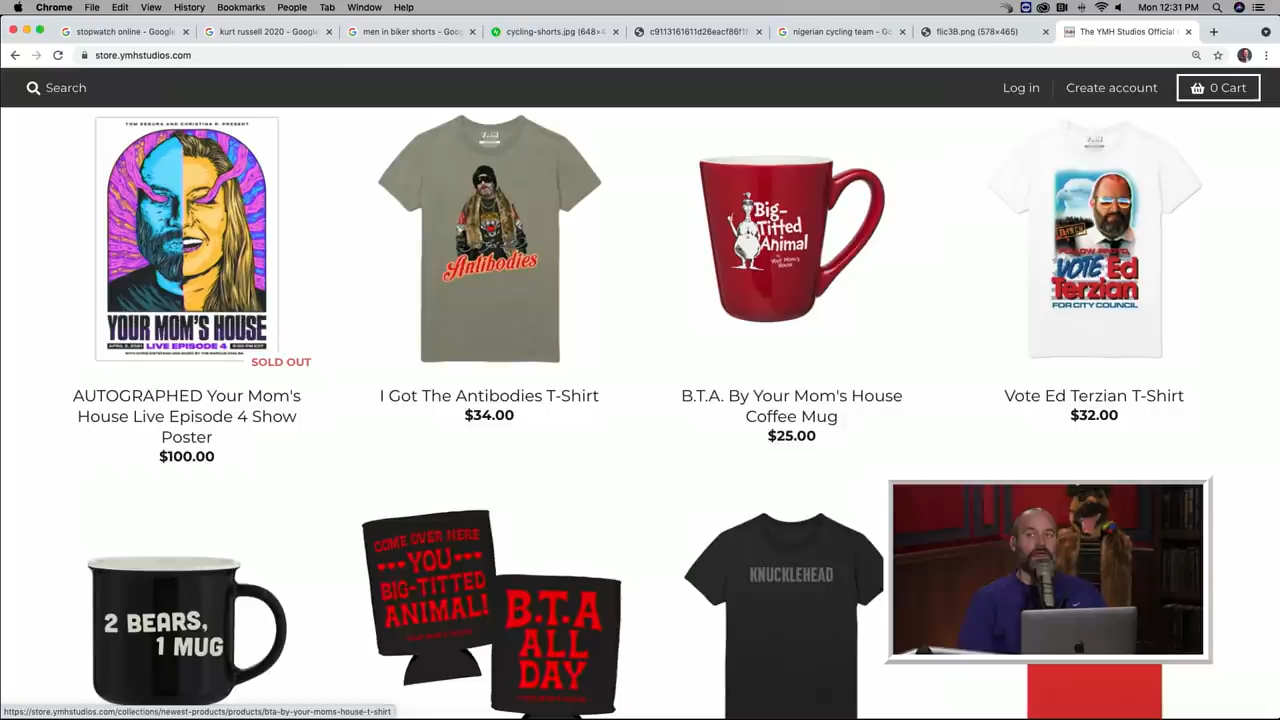 Chrome File Edit View History Bookmarks People Tab Window Help Mon 12:31 PM
stopwatch online - Google
kurt russell 2020 - Google
men in biker shorts - Goog
cycling-shorts.jpg (648×4
c9113161611d26eacf86f1f
nigerian cycling team - Go
flic3B.png (578×465)
The YMH Studios Official
store.ymhstudios.com
Search Log in Create account 0 Cart
TOM SEGURA AND CHRISTINA P. PRESENT
YOUR MOM'S HOUSE
LIVE EPISODE 4
SOLD OUT
AUTOGRAPHED Your Mom's
House Live Episode 4 Show
Poster
$100.00
Antibodies
I Got The Antibodies T-Shirt
$34.00
Big-
Titted
Animal
by
Your Mom's
House
B.T.A. By Your Mom's House
Coffee Mug
$25.00
VOTE Ed
Terzian
FOR CITY COUNCIL
Vote Ed Terzian T-Shirt
$32.00
2 BEARS,
1 MUG
COME OVER HERE
YOU
BIG-TITTED
ANIMAL!
B.T.A
ALL
DAY
KNUCKLEHEAD
https://store.ymhstudios.com/collections/newest-products/products/bta-by-your-moms-house-t-shirt